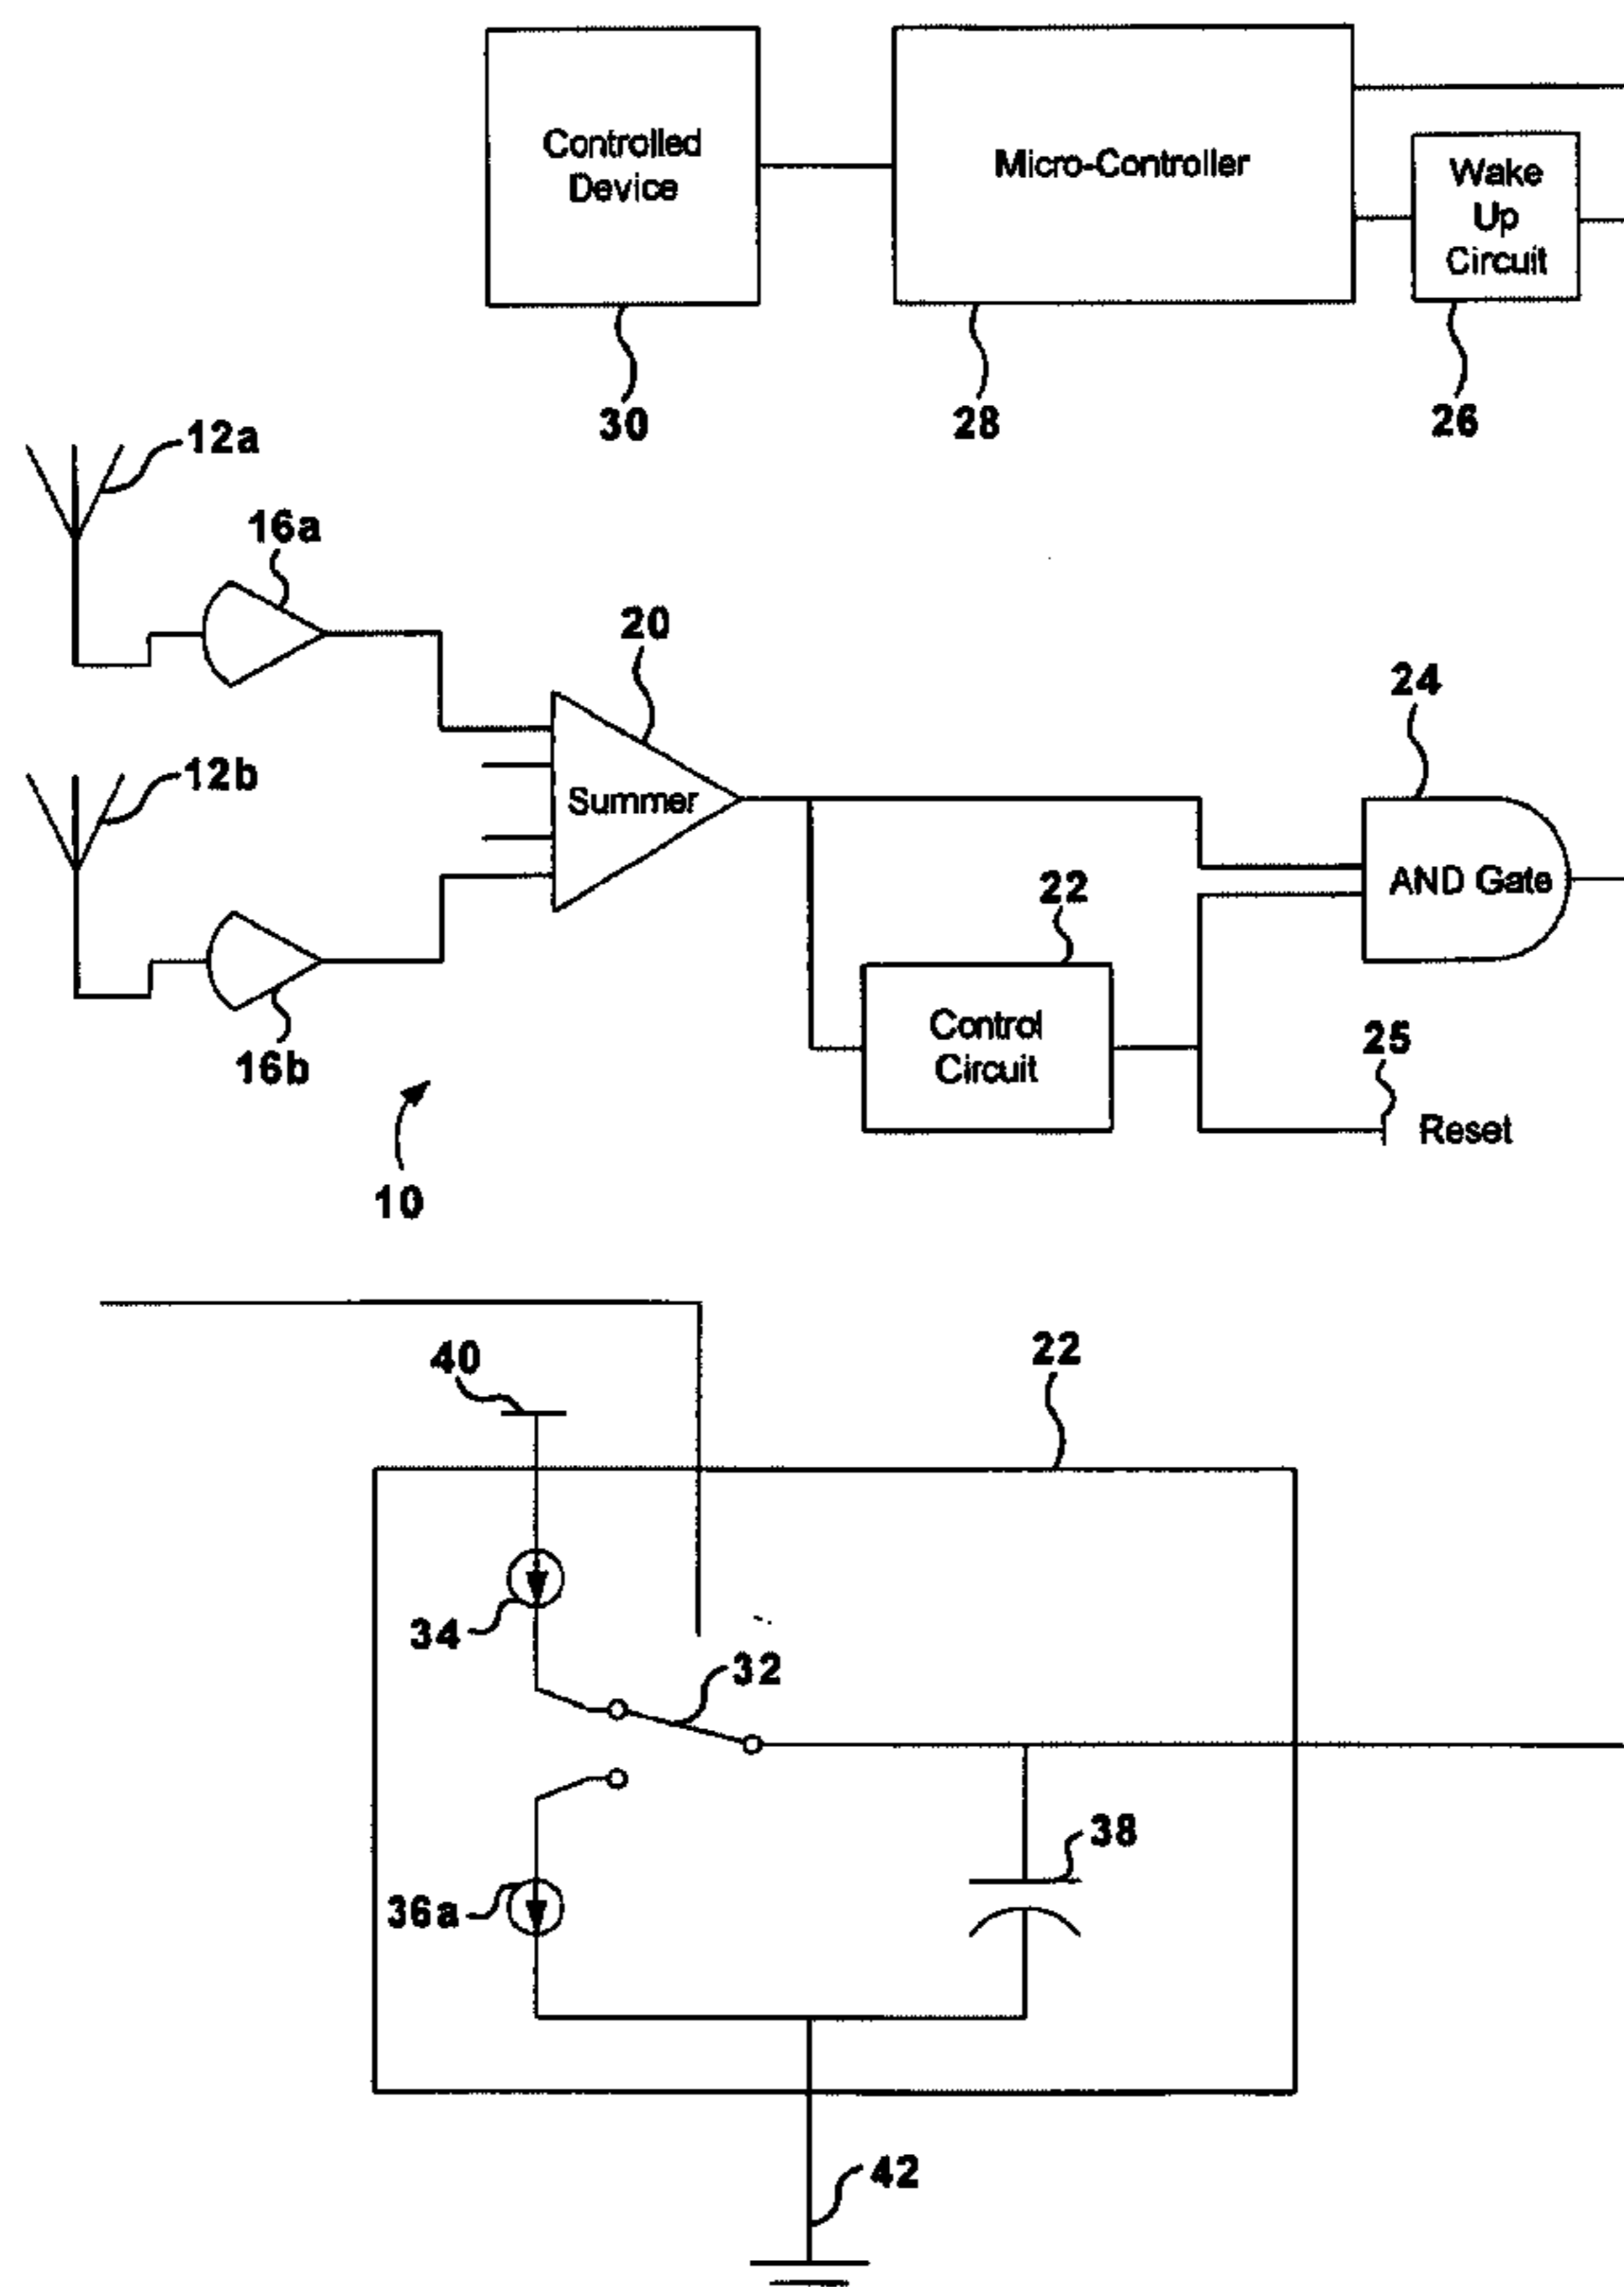 Controlled
Device
Micro-Controller
Wake
Up
Circuit
30
28
26
12a
16a
20
24
12b
Summer
AND Gate
22
Control
Circuit
16b
25
Reset
10
40
22
34
32
38
36a
42